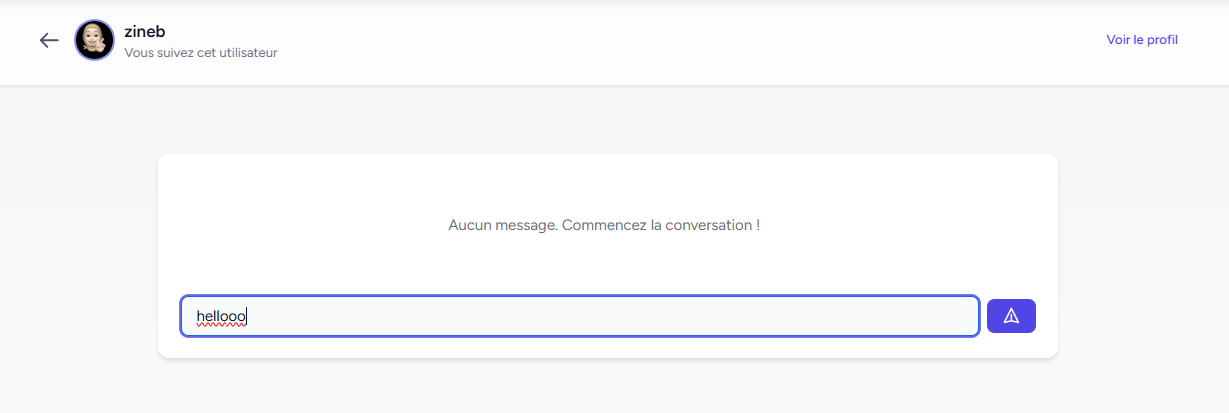 zineb
Vous suivez cet utilisateur
Voir le profil
Aucun message. Commencez la conversation !
hellooo